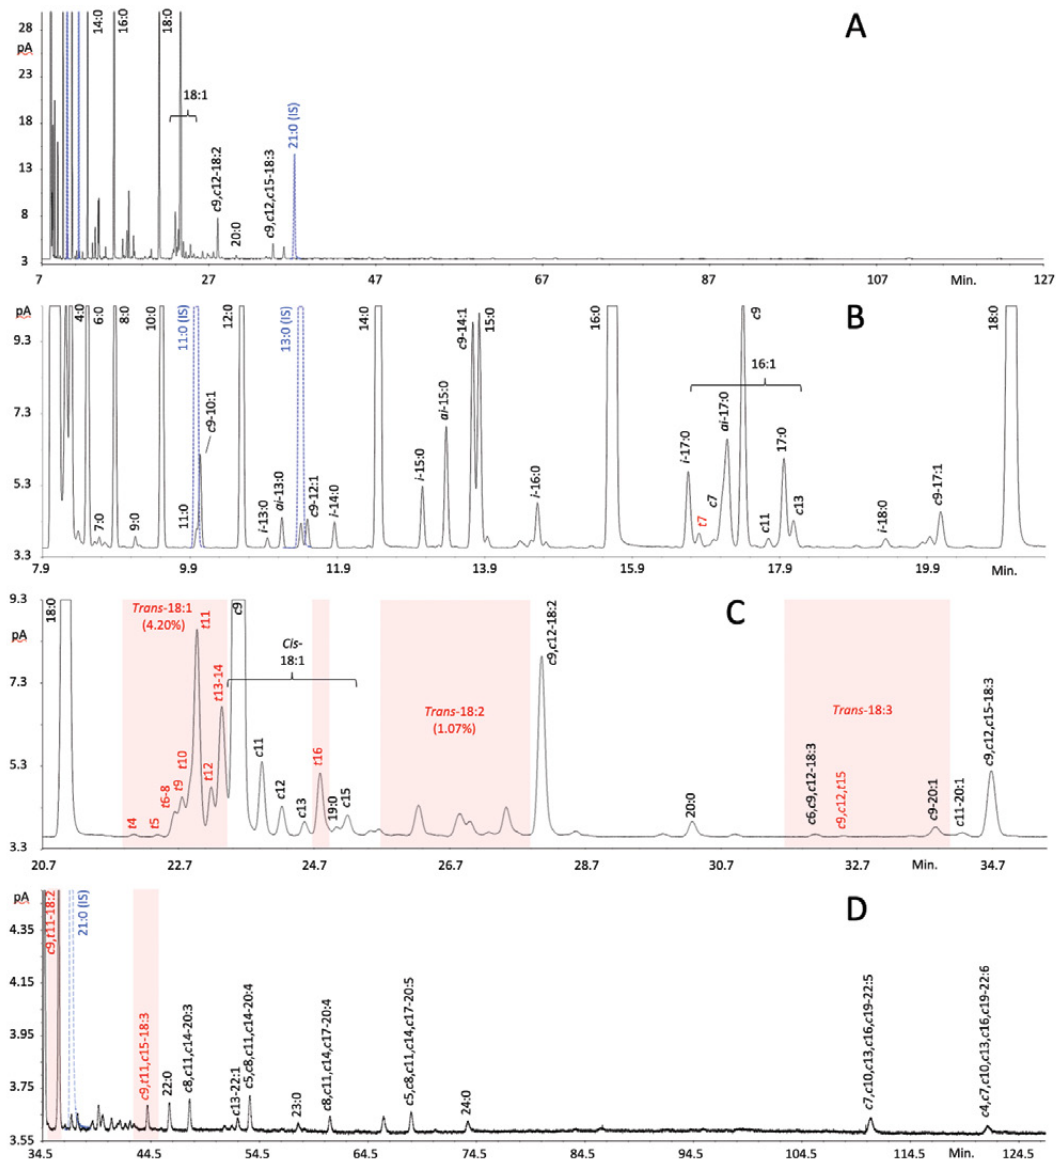 A
pA
28
23
18
13
8
3
14:0
16:0
18:0
18:1
c9,c12-18:2
20:0
c9,c12,c15-18:3
21:0 (IS)
7
27
47
67
87
107
Min.
127
B
pA
9.3
7.3
5.3
3.3
4:0
6:0
7:0
8:0
9:0
10:0
11:0
11:0 (IS)
c9-10:1
12:0
i-13:0
ai-13:0
13:0 (IS)
c9-12:1
i-14:0
14:0
i-15:0
ai-15:0
c9-14:1
15:0
i-16:0
16:0
16:1
i-17:0
t7
c7
ai-17:0
c9
c11
17:0
c13
i-18:0
c9-17:1
18:0
7.9
9.9
11.9
13.9
15.9
17.9
19.9
Min.
C
9.3
pA
7.3
5.3
3.3
18:0
Trans-18:1
(4.20%)
t4
t5
t6-8
t9
t10
t11
t12
t13-14
c9
Cis-
18:1
c11
c12
c13
t16
19:0
c15
Trans-18:2
(1.07%)
c9,c12-18:2
20:0
Trans-18:3
c6,c9,c12-18:3
c9,c12,t15
c9-20:1
c11-20:1
c9,c12,c15-18:3
20.7
22.7
24.7
26.7
28.7
30.7
32.7
Min.
34.7
D
pA
4.35
4.15
3.95
3.75
3.55
c9,t11-18:2
21:0 (IS)
c9,t11,c15-18:3
22:0
c8,c11,c14-20:3
c13-22:1
c5,c8,c11,c14-20:4
23:0
c8,c11,c14,c17-20:4
c5,c8,c11,c14,c17-20:5
24:0
c7,c10,c13,c16,c19-22:5
c4,c7,c10,c13,c16,c19-22:6
34.5
44.5
54.5
64.5
74.5
84.5
94.5
104.5
114.5
Min.
124.5